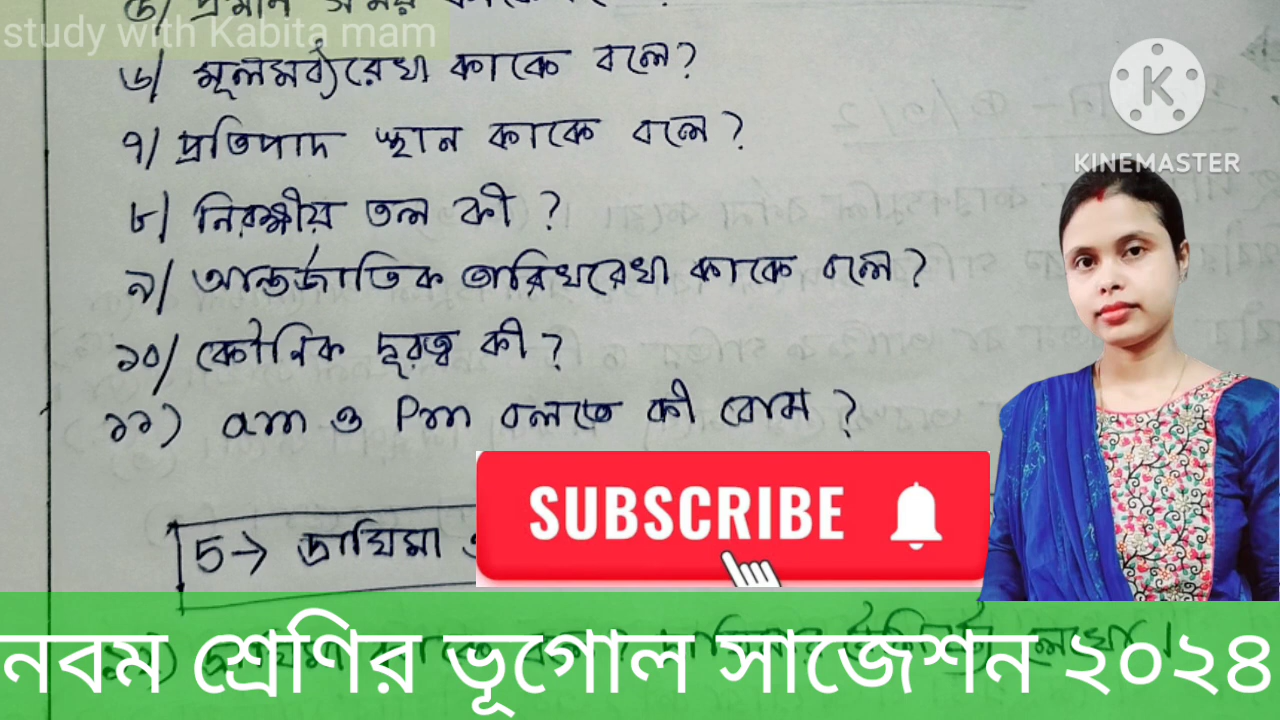 study with Kabita mam
৬/ মূলমধ্যরেখা কাকে বলে?
৭/ প্রতিপাদ স্থান কাকে বলে?
৮/ নিরক্ষীয় তল কী?
৯/ আন্তর্জাতিক তারিখরেখা কাকে বলে?
১০/ কৌণিক দূরত্ব কী?
১১) am ও Pm বলতে কী বোঝ?
K
KINEMASTER
SUBSCRIBE
5→ দ্রাঘিমা
নবম শ্রেণির ভূগোল সাজেশন ২০২৪